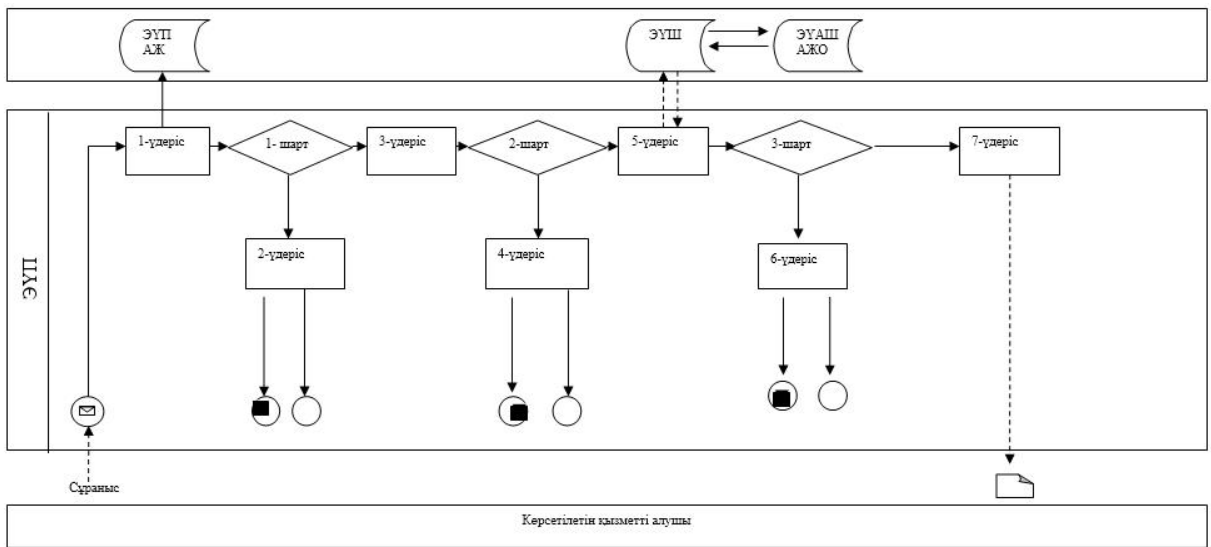 ЭҮП
АЖ
ЭҮШ
ЭҮАШ
АЖО
1-үдеріс
1- шарт
3-үдеріс
2-шарт
5-үдеріс
3-шарт
7-үдеріс
2-үдеріс
4-үдеріс
6-үдеріс
ЭҮП
Сұраныс
Көрсетілетін қызметті алушы